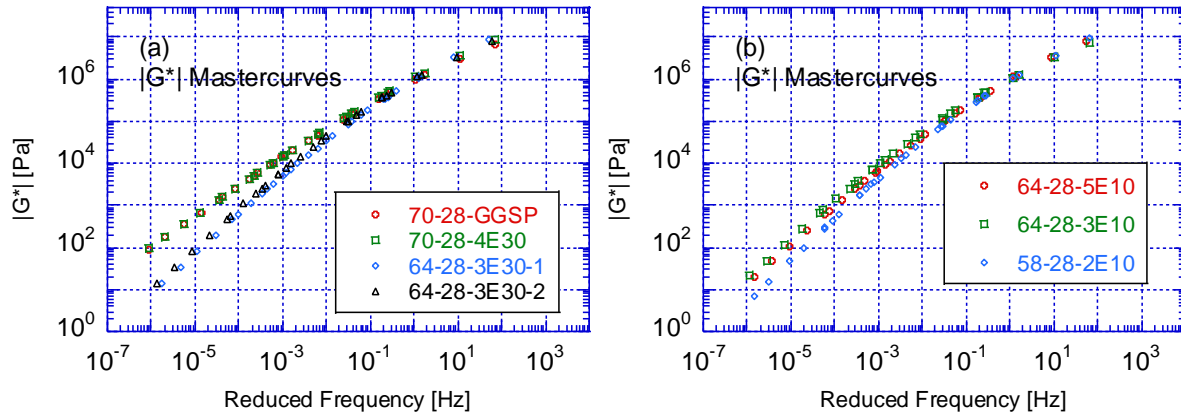 (a)
|G*| Mastercurves
|G*| [Pa]
10^6
10^4
10^2
10^0
70-28-GGSP
70-28-4E30
64-28-3E30-1
64-28-3E30-2
10^-7 10^-5 10^-3 10^-1 10^1 10^3
Reduced Frequency [Hz]
(b)
|G*| Mastercurves
|G*| [Pa]
10^6
10^4
10^2
10^0
64-28-5E10
64-28-3E10
58-28-2E10
10^-7 10^-5 10^-3 10^-1 10^1 10^3
Reduced Frequency [Hz]